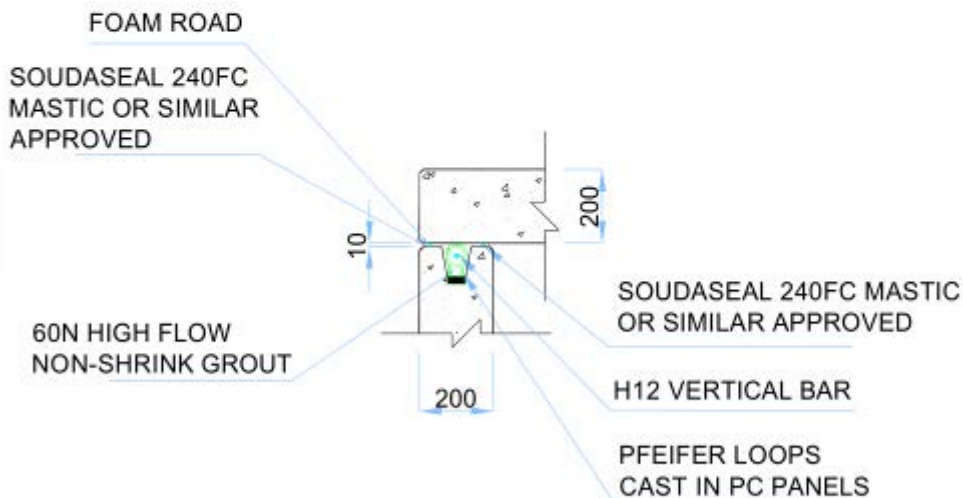 FOAM ROAD
SOUDASEAL 240FC
MASTIC OR SIMILAR
APPROVED
200
10
60N HIGH FLOW
NON-SHRINK GROUT
SOUDASEAL 240FC MASTIC
OR SIMILAR APPROVED
200
H12 VERTICAL BAR
PFEIFER LOOPS
CAST IN PC PANELS